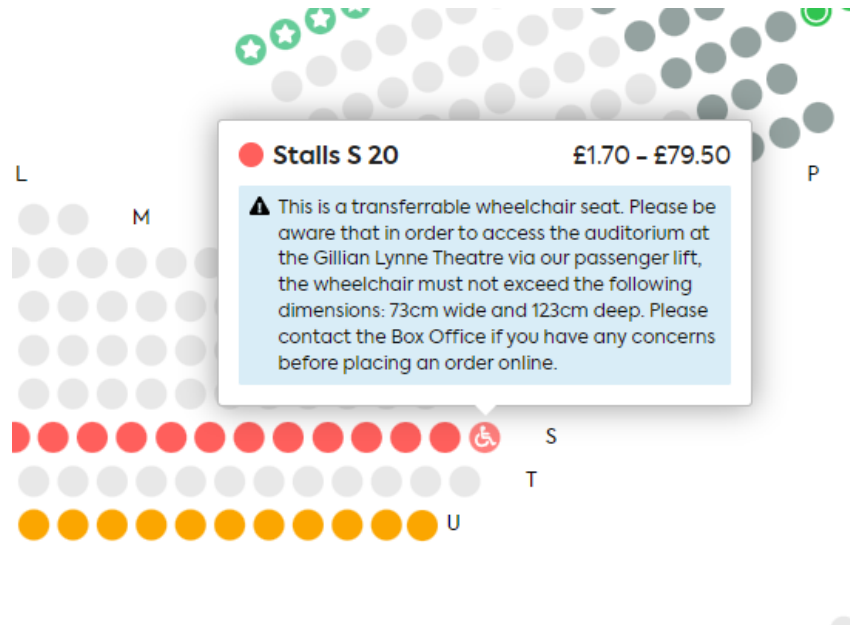 Stalls S 20 £1.70 – £79.50
This is a transferrable wheelchair seat. Please be
aware that in order to access the auditorium at
the Gillian Lynne Theatre via our passenger lift,
the wheelchair must not exceed the following
dimensions: 73cm wide and 123cm deep. Please
contact the Box Office if you have any concerns
before placing an order online.
L
P
M
S
T
U